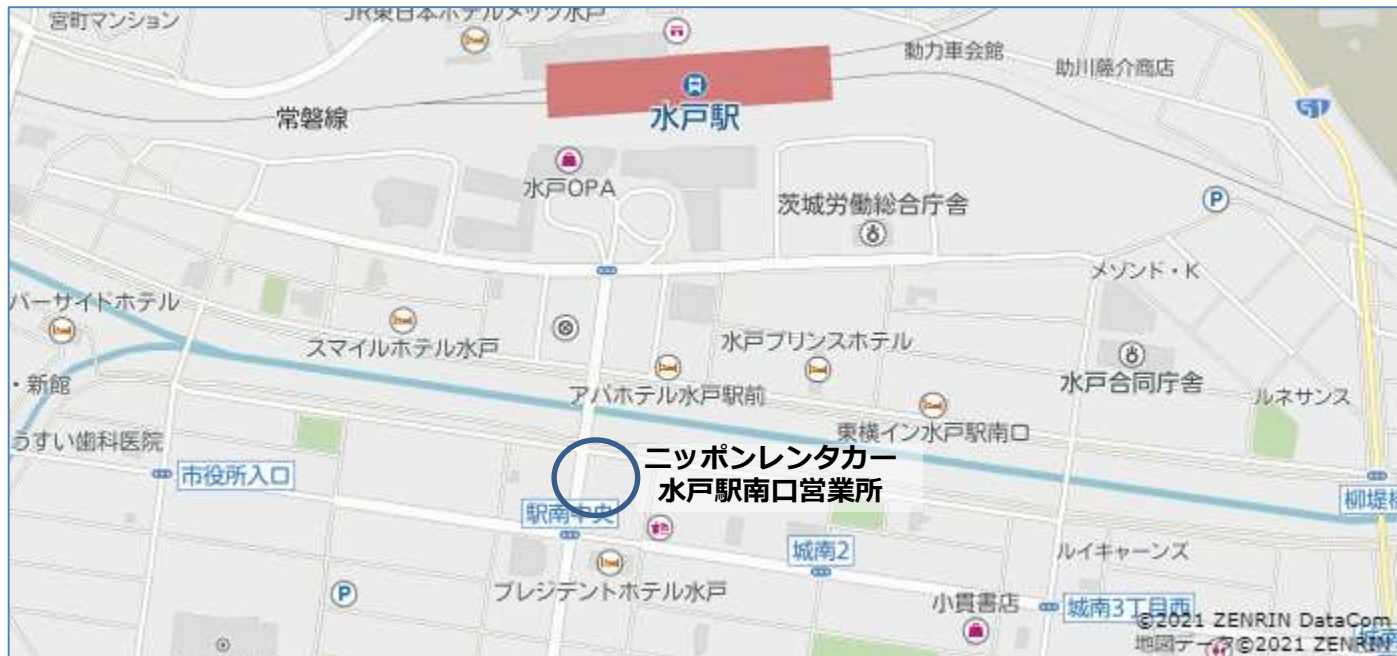 宮町マンション
JR東日本ホテルメッツ水戸
動力車会館
助川藤介商店
51
水戸駅
常磐線
水戸OPA
茨城労働総合庁舎
P
メゾンド・K
バーサイドホテル
スマイルホテル水戸
水戸プリンスホテル
水戸合同庁舎
・新館
アパホテル水戸駅前
ルネサンス
東横イン水戸駅南口
うすい歯科医院
ニッポンレンタカー
水戸駅南口営業所
市役所入口
柳堤橋
駅南中央
城南2
ルイキャーンズ
プレジデントホテル水戸
P
小貫書店
城南3丁目西
©2021 ZENRIN DataCom
地図データ©2021 ZENRIN